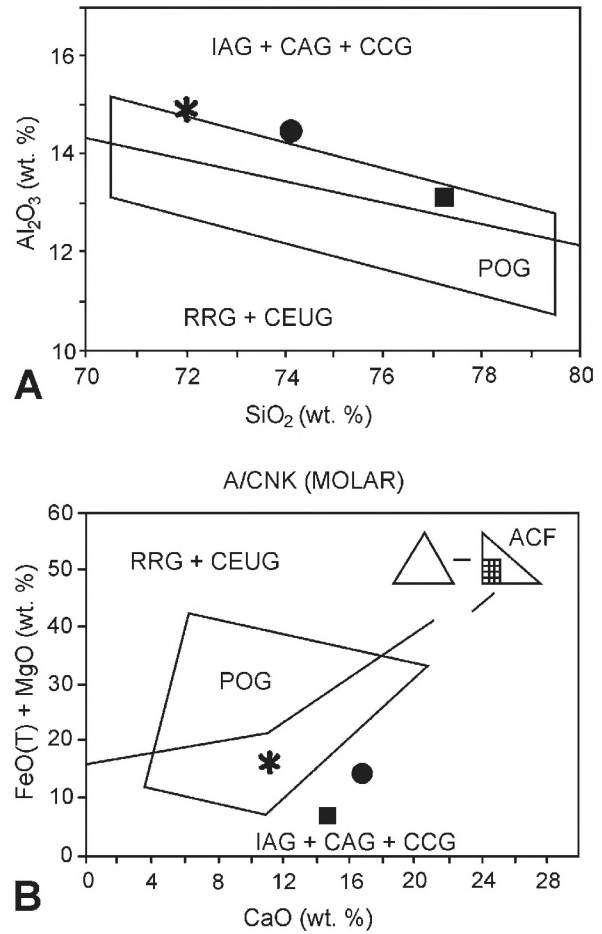 IAG + CAG + CCG
16
14
12
10
Al₂O₃ (wt. %)
POG
RRG + CEUG
70 72 74 76 78 80
SiO₂ (wt. %)
A
A/CNK (MOLAR)
60
50
40
30
20
10
0
FeO(T) + MgO (wt. %)
RRG + CEUG
ACF
POG
IAG + CAG + CCG
0 4 8 12 16 20 24 28
CaO (wt. %)
B